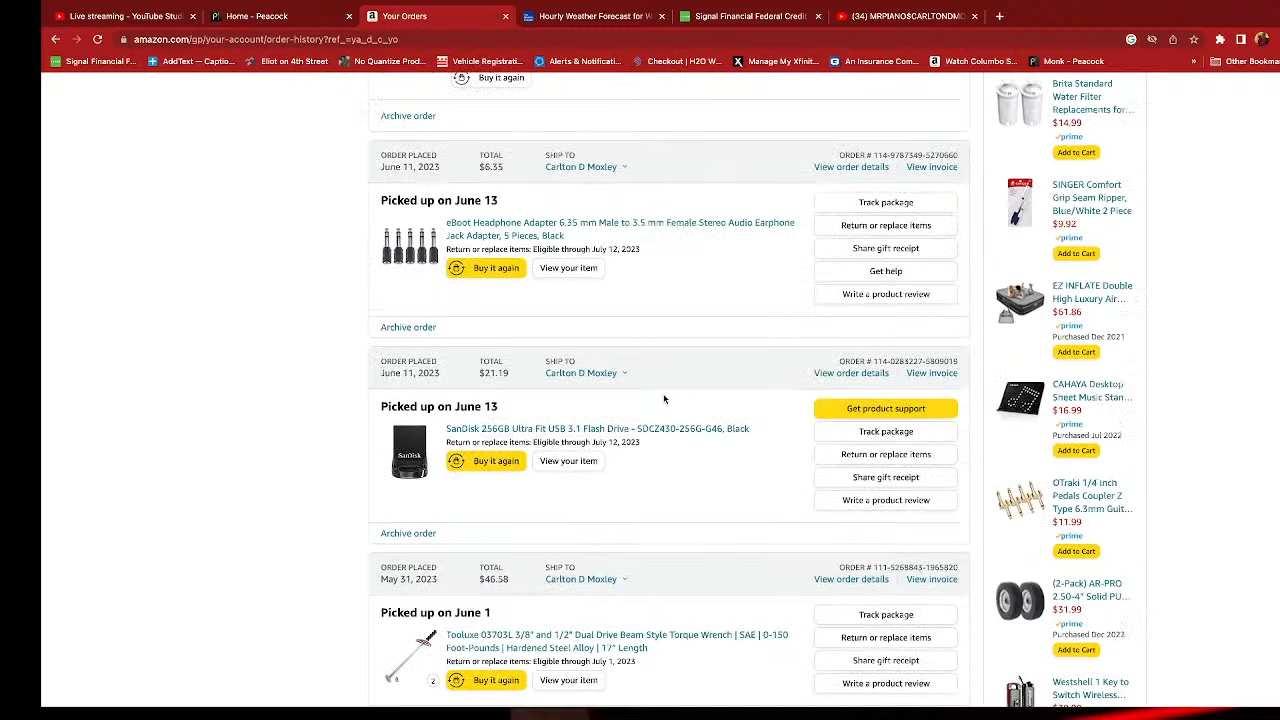 Live streaming - YouTube Stud
Home - Peacock
Your Orders
Hourly Weather Forecast for W
Signal Financial Federal Credit
(34) MRPIANO$CARLTONDMO
amazon.com/gp/your-account/order-history?ref_=ya_d_c_yo
Signal Financial F...
AddText — Captio...
Eliot on 4th Street
No Quantize Prod...
Vehicle Registrati...
Alerts & Notificati...
Checkout | H2O W...
Manage My Xfinit...
An Insurance Com...
Watch Columbo S...
Monk - Peacock
»
Other Bookmar
Buy it again
Archive order
ORDER PLACED
June 11, 2023
TOTAL
$6.35
SHIP TO
Carlton D Moxley
ORDER # 114-9787349-5270660
View order details
View invoice
Picked up on June 13
eBoot Headphone Adapter 6.35 mm Male to 3.5 mm Female Stereo Audio Earphone
Jack Adapter, 5 Pieces, Black
Return or replace items: Eligible through July 12, 2023
Buy it again
View your item
Track package
Return or replace items
Share gift receipt
Get help
Write a product review
Archive order
ORDER PLACED
June 11, 2023
TOTAL
$21.19
SHIP TO
Carlton D Moxley
ORDER # 114-0283227-5809019
View order details
View invoice
Picked up on June 13
SanDisk
SanDisk 256GB Ultra Fit USB 3.1 Flash Drive - SDCZ430-256G-G46, Black
Return or replace items: Eligible through July 12, 2023
Buy it again
View your item
Get product support
Track package
Return or replace items
Share gift receipt
Write a product review
Archive order
ORDER PLACED
May 31, 2023
TOTAL
$46.58
SHIP TO
Carlton D Moxley
ORDER # 111-5268843-1965820
View order details
View invoice
Picked up on June 1
Tooluxe 03703L 3/8" and 1/2" Dual Drive Beam Style Torque Wrench | SAE | 0-150
Foot-Pounds | Hardened Steel Alloy | 17" Length
Return or replace items: Eligible through July 1, 2023
2
Buy it again
View your item
Track package
Return or replace items
Share gift receipt
Write a product review
Brita Standard
Water Filter
Replacements for...
$14.99
prime
Add to Cart
SINGER Comfort
Grip Seam Ripper,
Blue/White 2 Piece
$9.92
prime
Add to Cart
EZ INFLATE Double
High Luxury Air...
$61.86
prime
Purchased Dec 2021
Add to Cart
CAHAYA Desktop
Sheet Music Stan...
$16.99
prime
Purchased Jul 2022
Add to Cart
OTraki 1/4 inch
Pedals Coupler Z
Type 6.3mm Guit...
$11.99
prime
Add to Cart
(2-Pack) AR-PRO
2.50-4" Solid PU...
$31.99
prime
Purchased Dec 2022
Add to Cart
Westshell 1 Key to
Switch Wireless...